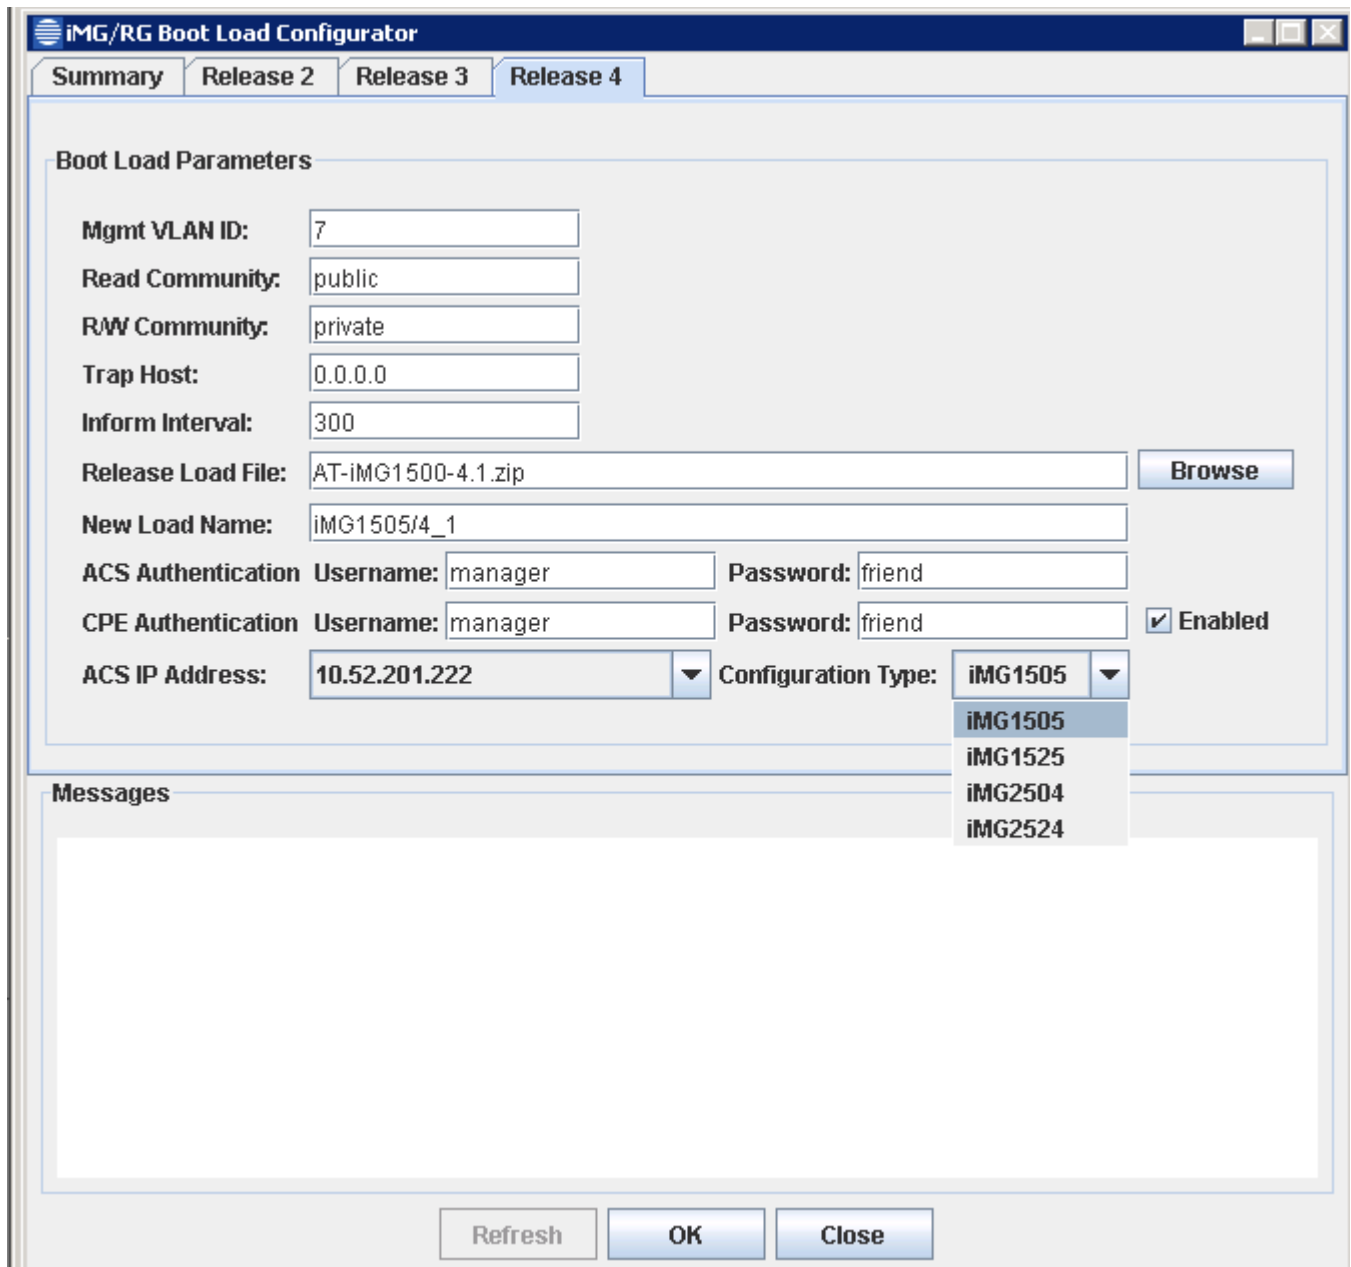 iMG/RG Boot Load Configurator
Summary Release 2 Release 3 Release 4
Boot Load Parameters
Mgmt VLAN ID: 7
Read Community: public
R/W Community: private
Trap Host: 0.0.0.0
Inform Interval: 300
Release Load File: AT-iMG1500-4.1.zip Browse
New Load Name: iMG1505/4_1
ACS Authentication Username: manager Password: friend
CPE Authentication Username: manager Password: friend Enabled
ACS IP Address: 10.52.201.222 Configuration Type: iMG1505
iMG1505
iMG1525
iMG2504
iMG2524
Messages
Refresh OK Close